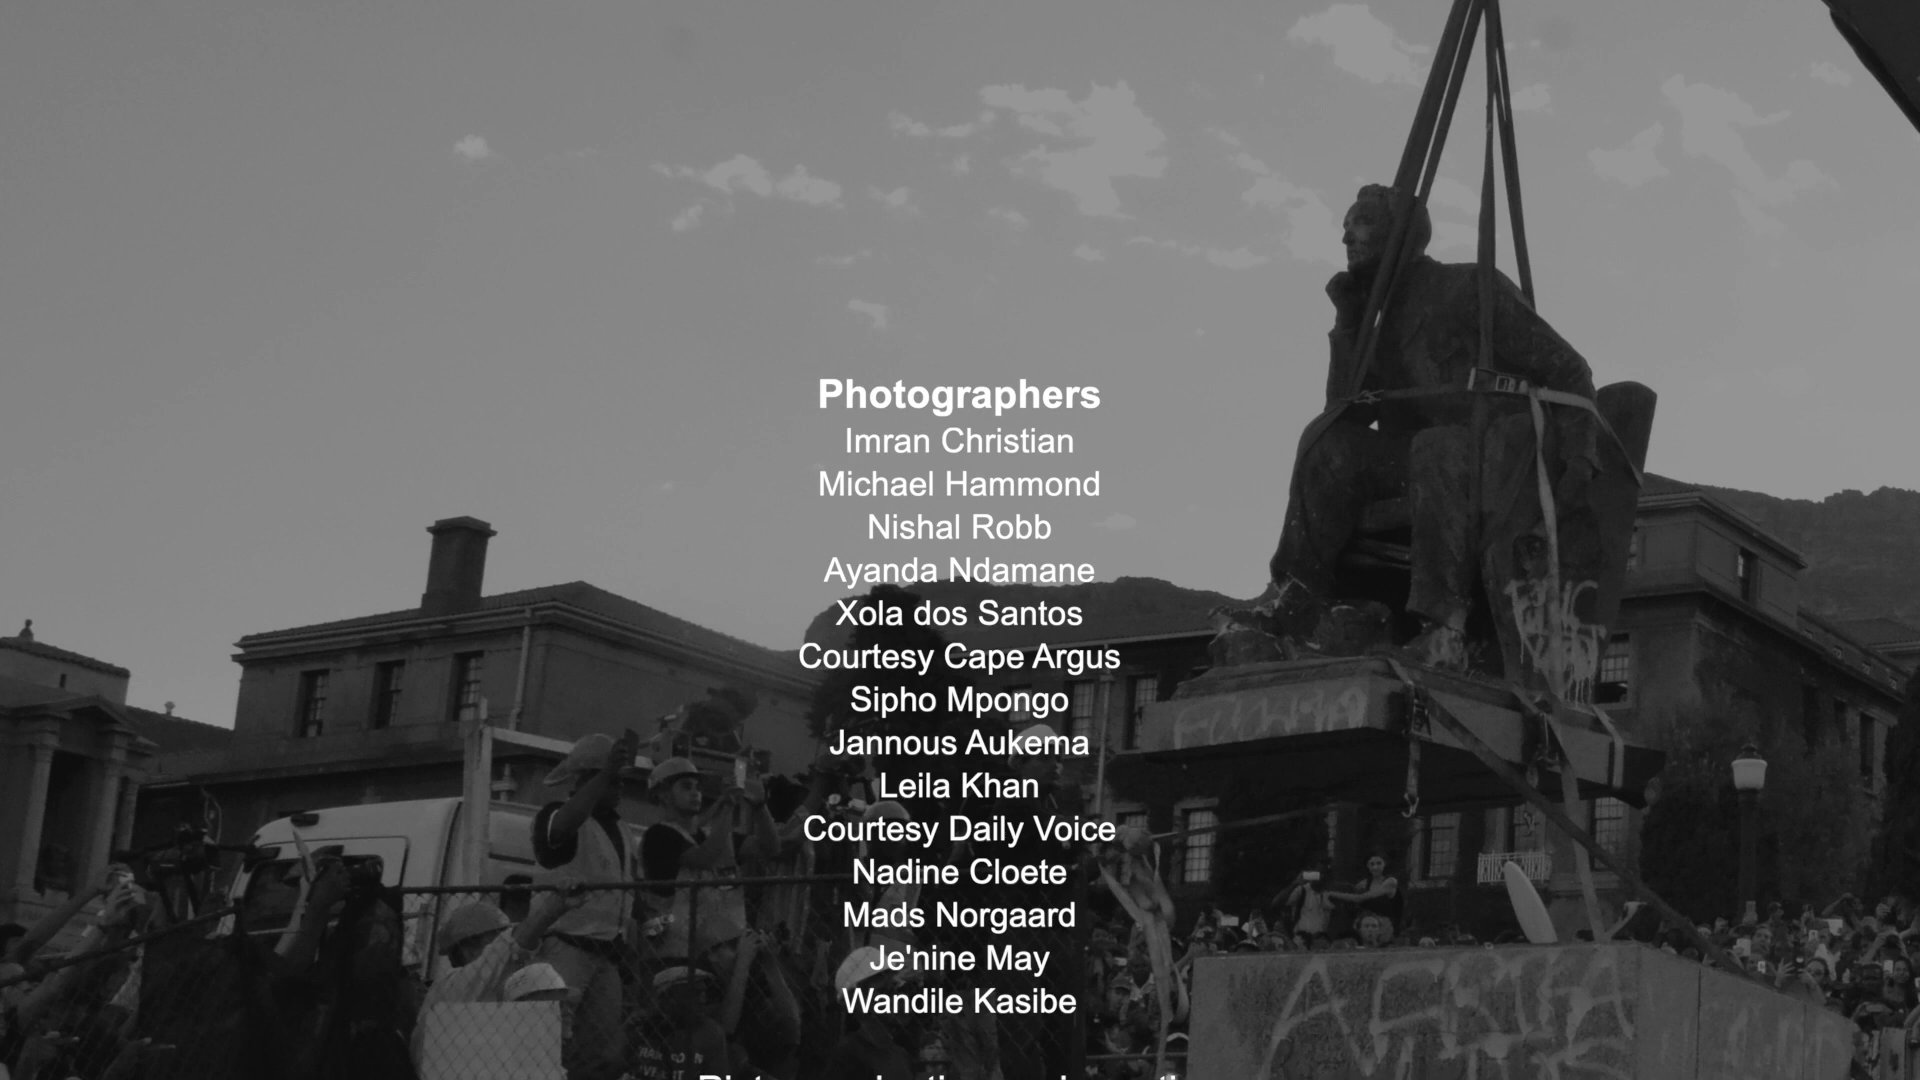 Photographers
Imran Christian
Michael Hammond
Nishal Robb
Ayanda Ndamane
Xola dos Santos
Courtesy Cape Argus
Sipho Mpongo
Jannous Aukema
Leila Khan
Courtesy Daily Voice
Nadine Cloete
Mads Norgaard
Je'nine May
Wandile Kasibe